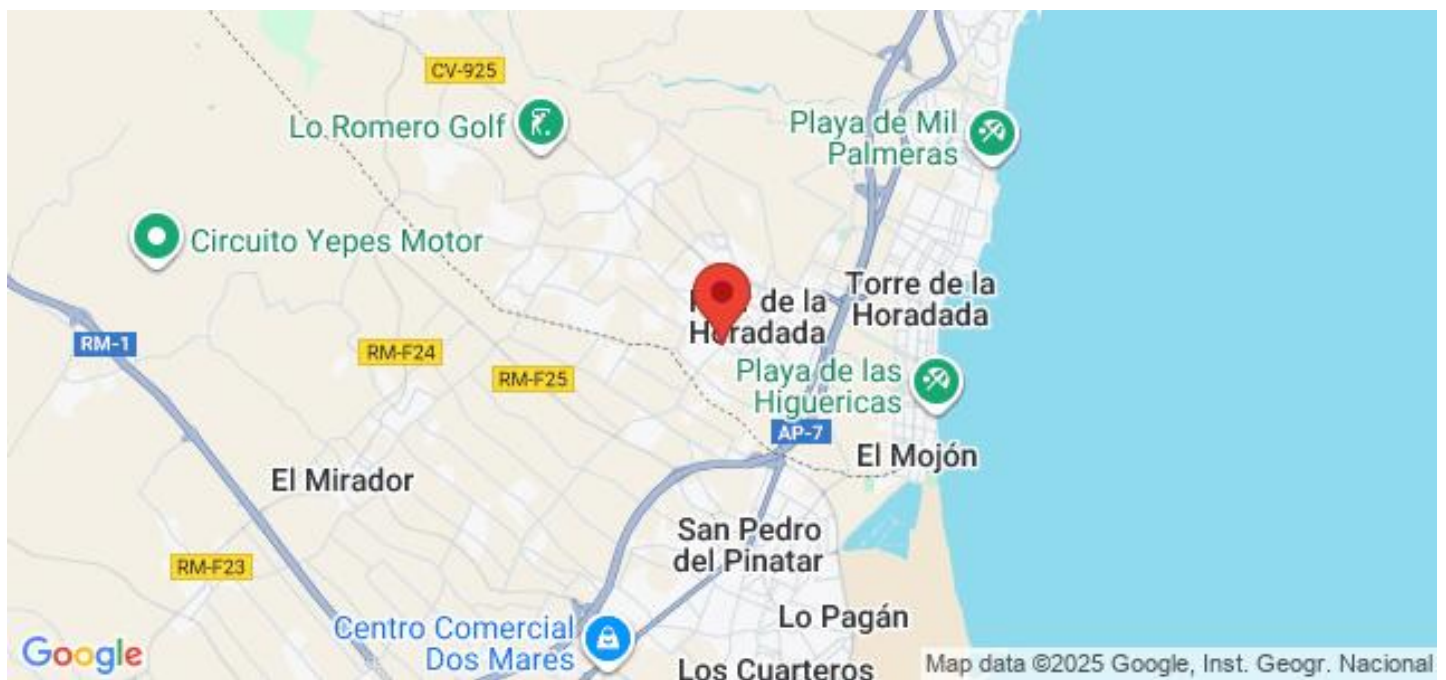 CV-925
Lo Romero Golf
Playa de Mil
Palmeras
Circuito Yepes Motor
de la
Horadada
Torre de la
Horadada
RM-1
RM-F24
RM-F25
Playa de las
Higuericas
AP-7
El Mojón
El Mirador
San Pedro
del Pinatar
RM-F23
Lo Pagán
Centro Comercial
Dos Mares
Los Cuarteros
Google
Map data ©2025 Google, Inst. Geogr. Nacional